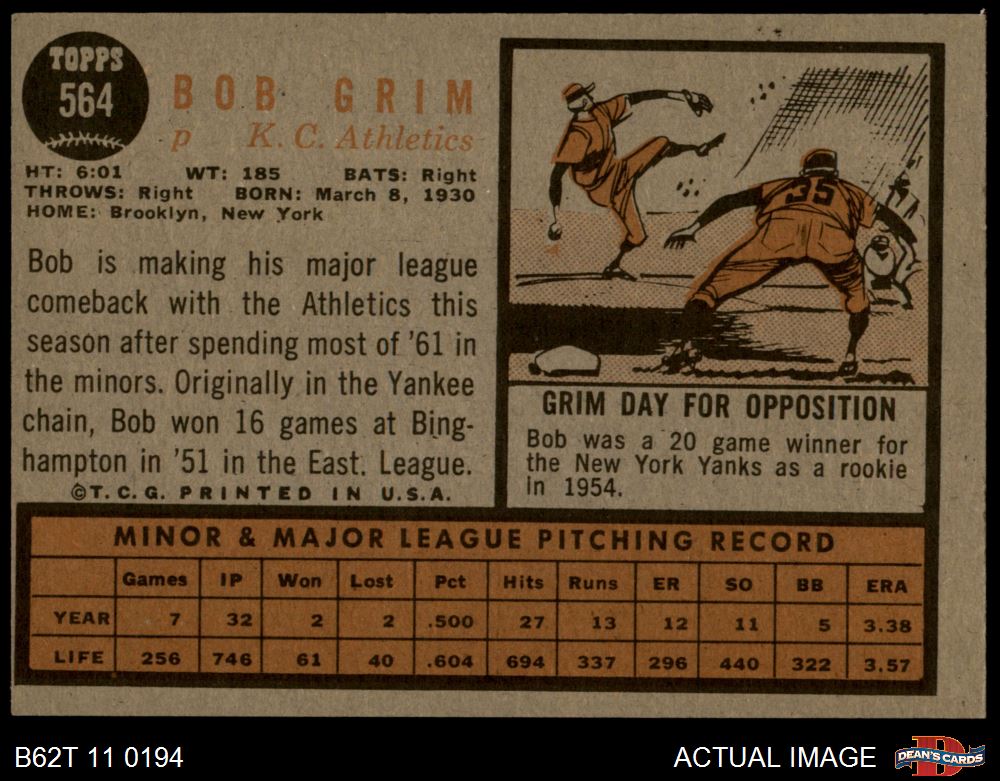 TOPPS
564
BOB GRIM
p K. C. Athletics
HT: 6:01 WT: 185 BATS: Right
THROWS: Right BORN: March 8, 1930
HOME: Brooklyn, New York
Bob is making his major league
comeback with the Athletics this
season after spending most of '61 in
the minors. Originally in the Yankee
chain, Bob won 16 games at Bing-
hampton in '51 in the East. League.
©T.C.G. PRINTED IN U.S.A.
35
GRIM DAY FOR OPPOSITION
Bob was a 20 game winner for
the New York Yanks as a rookie
in 1954.
MINOR & MAJOR LEAGUE PITCHING RECORD
Games IP Won Lost Pct Hits Runs ER SO BB ERA
YEAR 7 32 2 2 .500 27 13 12 11 5 3.38
LIFE 256 746 61 40 .604 694 337 296 440 322 3.57
B62T 11 0194 ACTUAL IMAGE DEAN'S CARDS